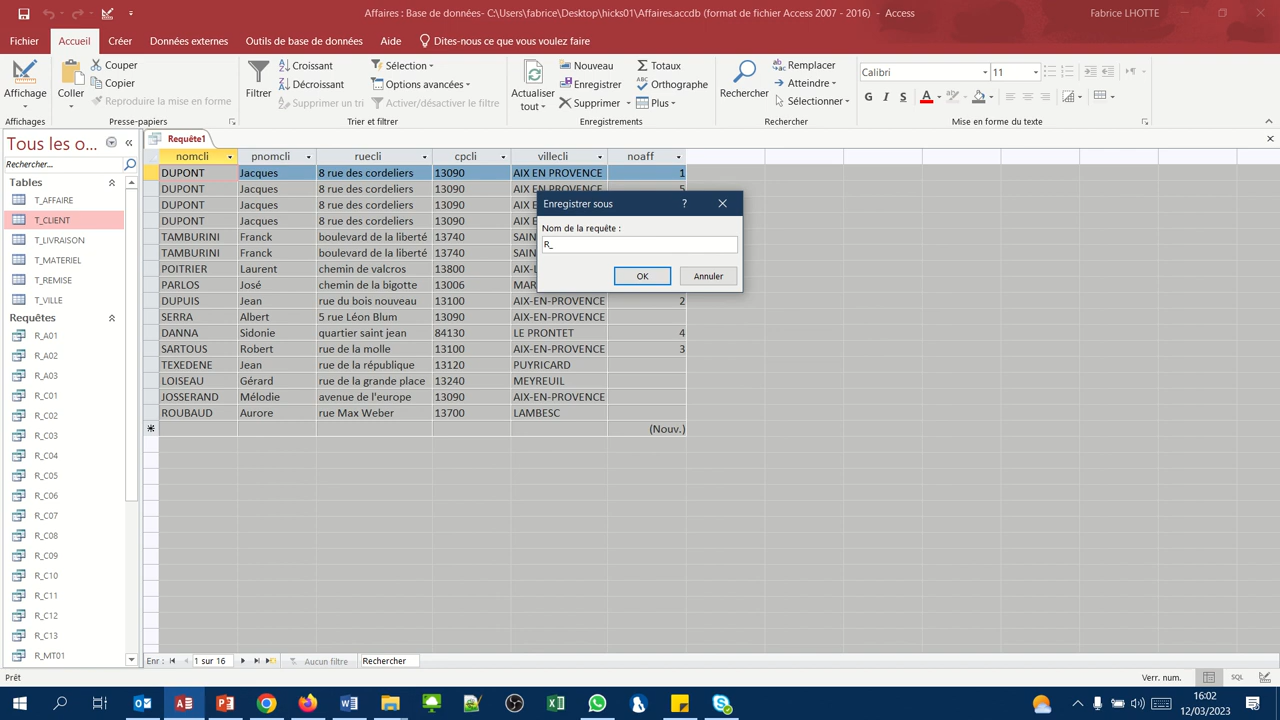 Affaires : Base de données- C:\Users\fabrice\Desktop\hicks01\Affaires.accdb (format de fichier Access 2007 - 2016) - Access
Fabrice LHOTTE
Fichier Accueil Créer Données externes Outils de base de données Aide Dites-nous ce que vous voulez faire
Affichage
Affichages
Coller
Couper
Copier
Reproduire la mise en forme
Presse-papiers
Filtrer
Croissant
Décroissant
Supprimer un tri
Sélection
Options avancées
Activer/désactiver le filtre
Trier et filtrer
Actualiser
tout
Nouveau
Enregistrer
Supprimer
Totaux
Orthographe
Plus
Enregistrements
Rechercher
Remplacer
Atteindre
Sélectionner
Rechercher
Calibri 11
G I S
A
Mise en forme du texte
Tous les o...
Rechercher...
Tables
T_AFFAIRE
T_CLIENT
T_LIVRAISON
T_MATERIEL
T_REMISE
T_VILLE
Requêtes
R_A01
R_A02
R_A03
R_C01
R_C02
R_C03
R_C04
R_C05
R_C06
R_C07
R_C08
R_C09
R_C10
R_C11
R_C12
R_C13
R_MT01
Requête1
nomcli pnomcli ruecli cpcli villecli noaff
DUPONT Jacques 8 rue des cordeliers 13090 AIX EN PROVENCE 1
DUPONT Jacques 8 rue des cordeliers 13090 AIX EN PROVENCE 5
DUPONT Jacques 8 rue des cordeliers 13090 AIX E
DUPONT Jacques 8 rue des cordeliers 13090 AIX E
TAMBURINI Franck boulevard de la liberté 13740 SAIN
TAMBURINI Franck boulevard de la liberté 13740 SAIN
POITRIER Laurent chemin de valcros 13800 AIX-
PARLOS José chemin de la bigotte 13006 MAR
DUPUIS Jean rue du bois nouveau 13100 AIX-EN-PROVENCE 2
SERRA Albert 5 rue Léon Blum 13090 AIX-EN-PROVENCE
DANNA Sidonie quartier saint jean 84130 LE PRONTET 4
SARTOUS Robert rue de la molle 13100 AIX-EN-PROVENCE 3
TEXEDENE Jean rue de la république 13120 PUYRICARD
LOISEAU Gérard rue de la grande place 13240 MEYREUIL
JOSSERAND Mélodie avenue de l'europe 13090 AIX-EN-PROVENCE
ROUBAUD Aurore rue Max Weber 13700 LAMBESC
(Nouv.)
Enregistrer sous
?
Nom de la requête :
R_
OK Annuler
Enr : 1 sur 16 Aucun filtre Rechercher
Prêt
Verr. num.
SQL
16:02
12/03/2023